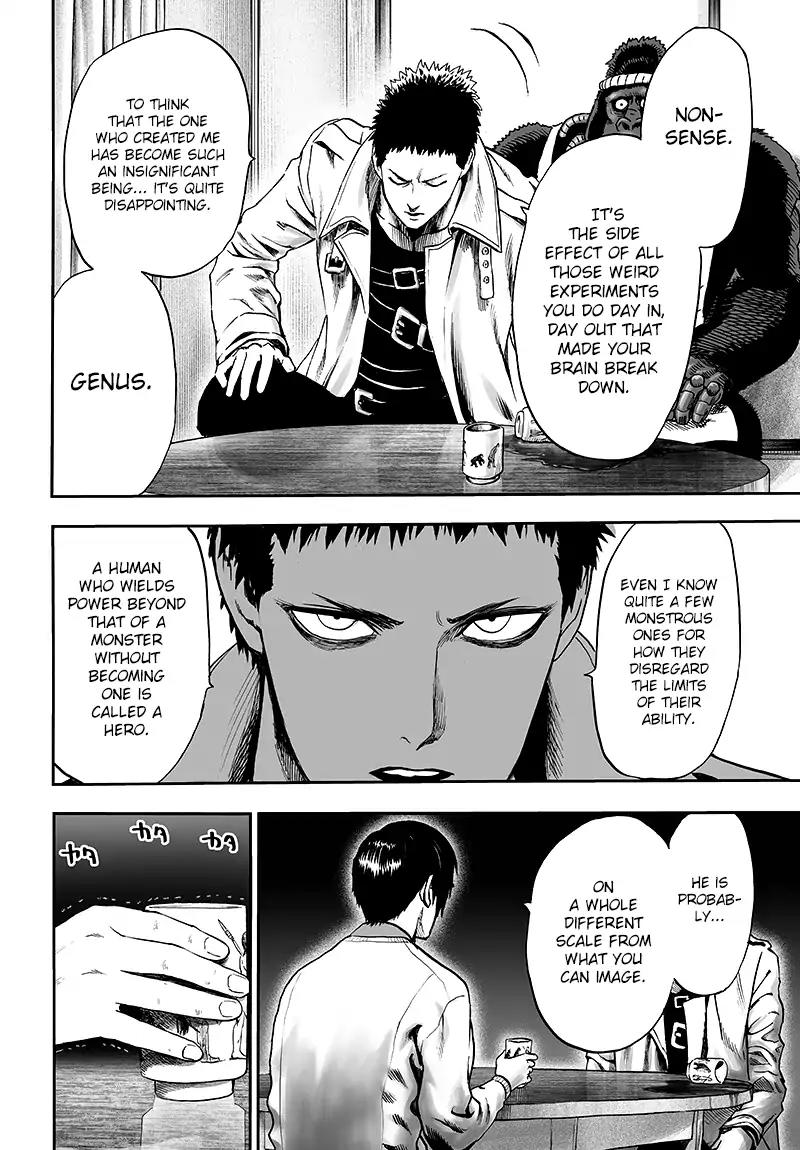 NON-
SENSE.
IT'S
THE SIDE
EFFECT OF ALL
THOSE WEIRD
EXPERIMENTS
YOU DO DAY IN,
DAY OUT THAT
MADE YOUR
BRAIN BREAK
DOWN.
TO THINK
THAT THE ONE
WHO CREATED ME
HAS BECOME SUCH
AN INSIGNIFICANT
BEING... IT'S QUITE
DISAPPOINTING.
GENUS.
EVEN I KNOW
QUITE A FEW
MONSTROUS
ONES FOR
HOW THEY
DISREGARD
THE LIMITS
OF THEIR
ABILITY.
A HUMAN
WHO WIELDS
POWER BEYOND
THAT OF A
MONSTER
WITHOUT
BECOMING
ONE IS
CALLED A
HERO.
HE IS
PROBAB-
LY...
ON
A WHOLE
DIFFERENT
SCALE FROM
WHAT YOU
CAN IMAGE.
カタ
カタ